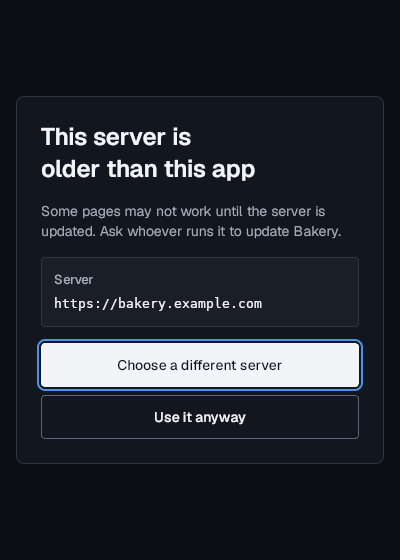 This server is
older than this app
Some pages may not work until the server is
updated. Ask whoever runs it to update Bakery.
Server
https://bakery.example.com
Choose a different server
Use it anyway